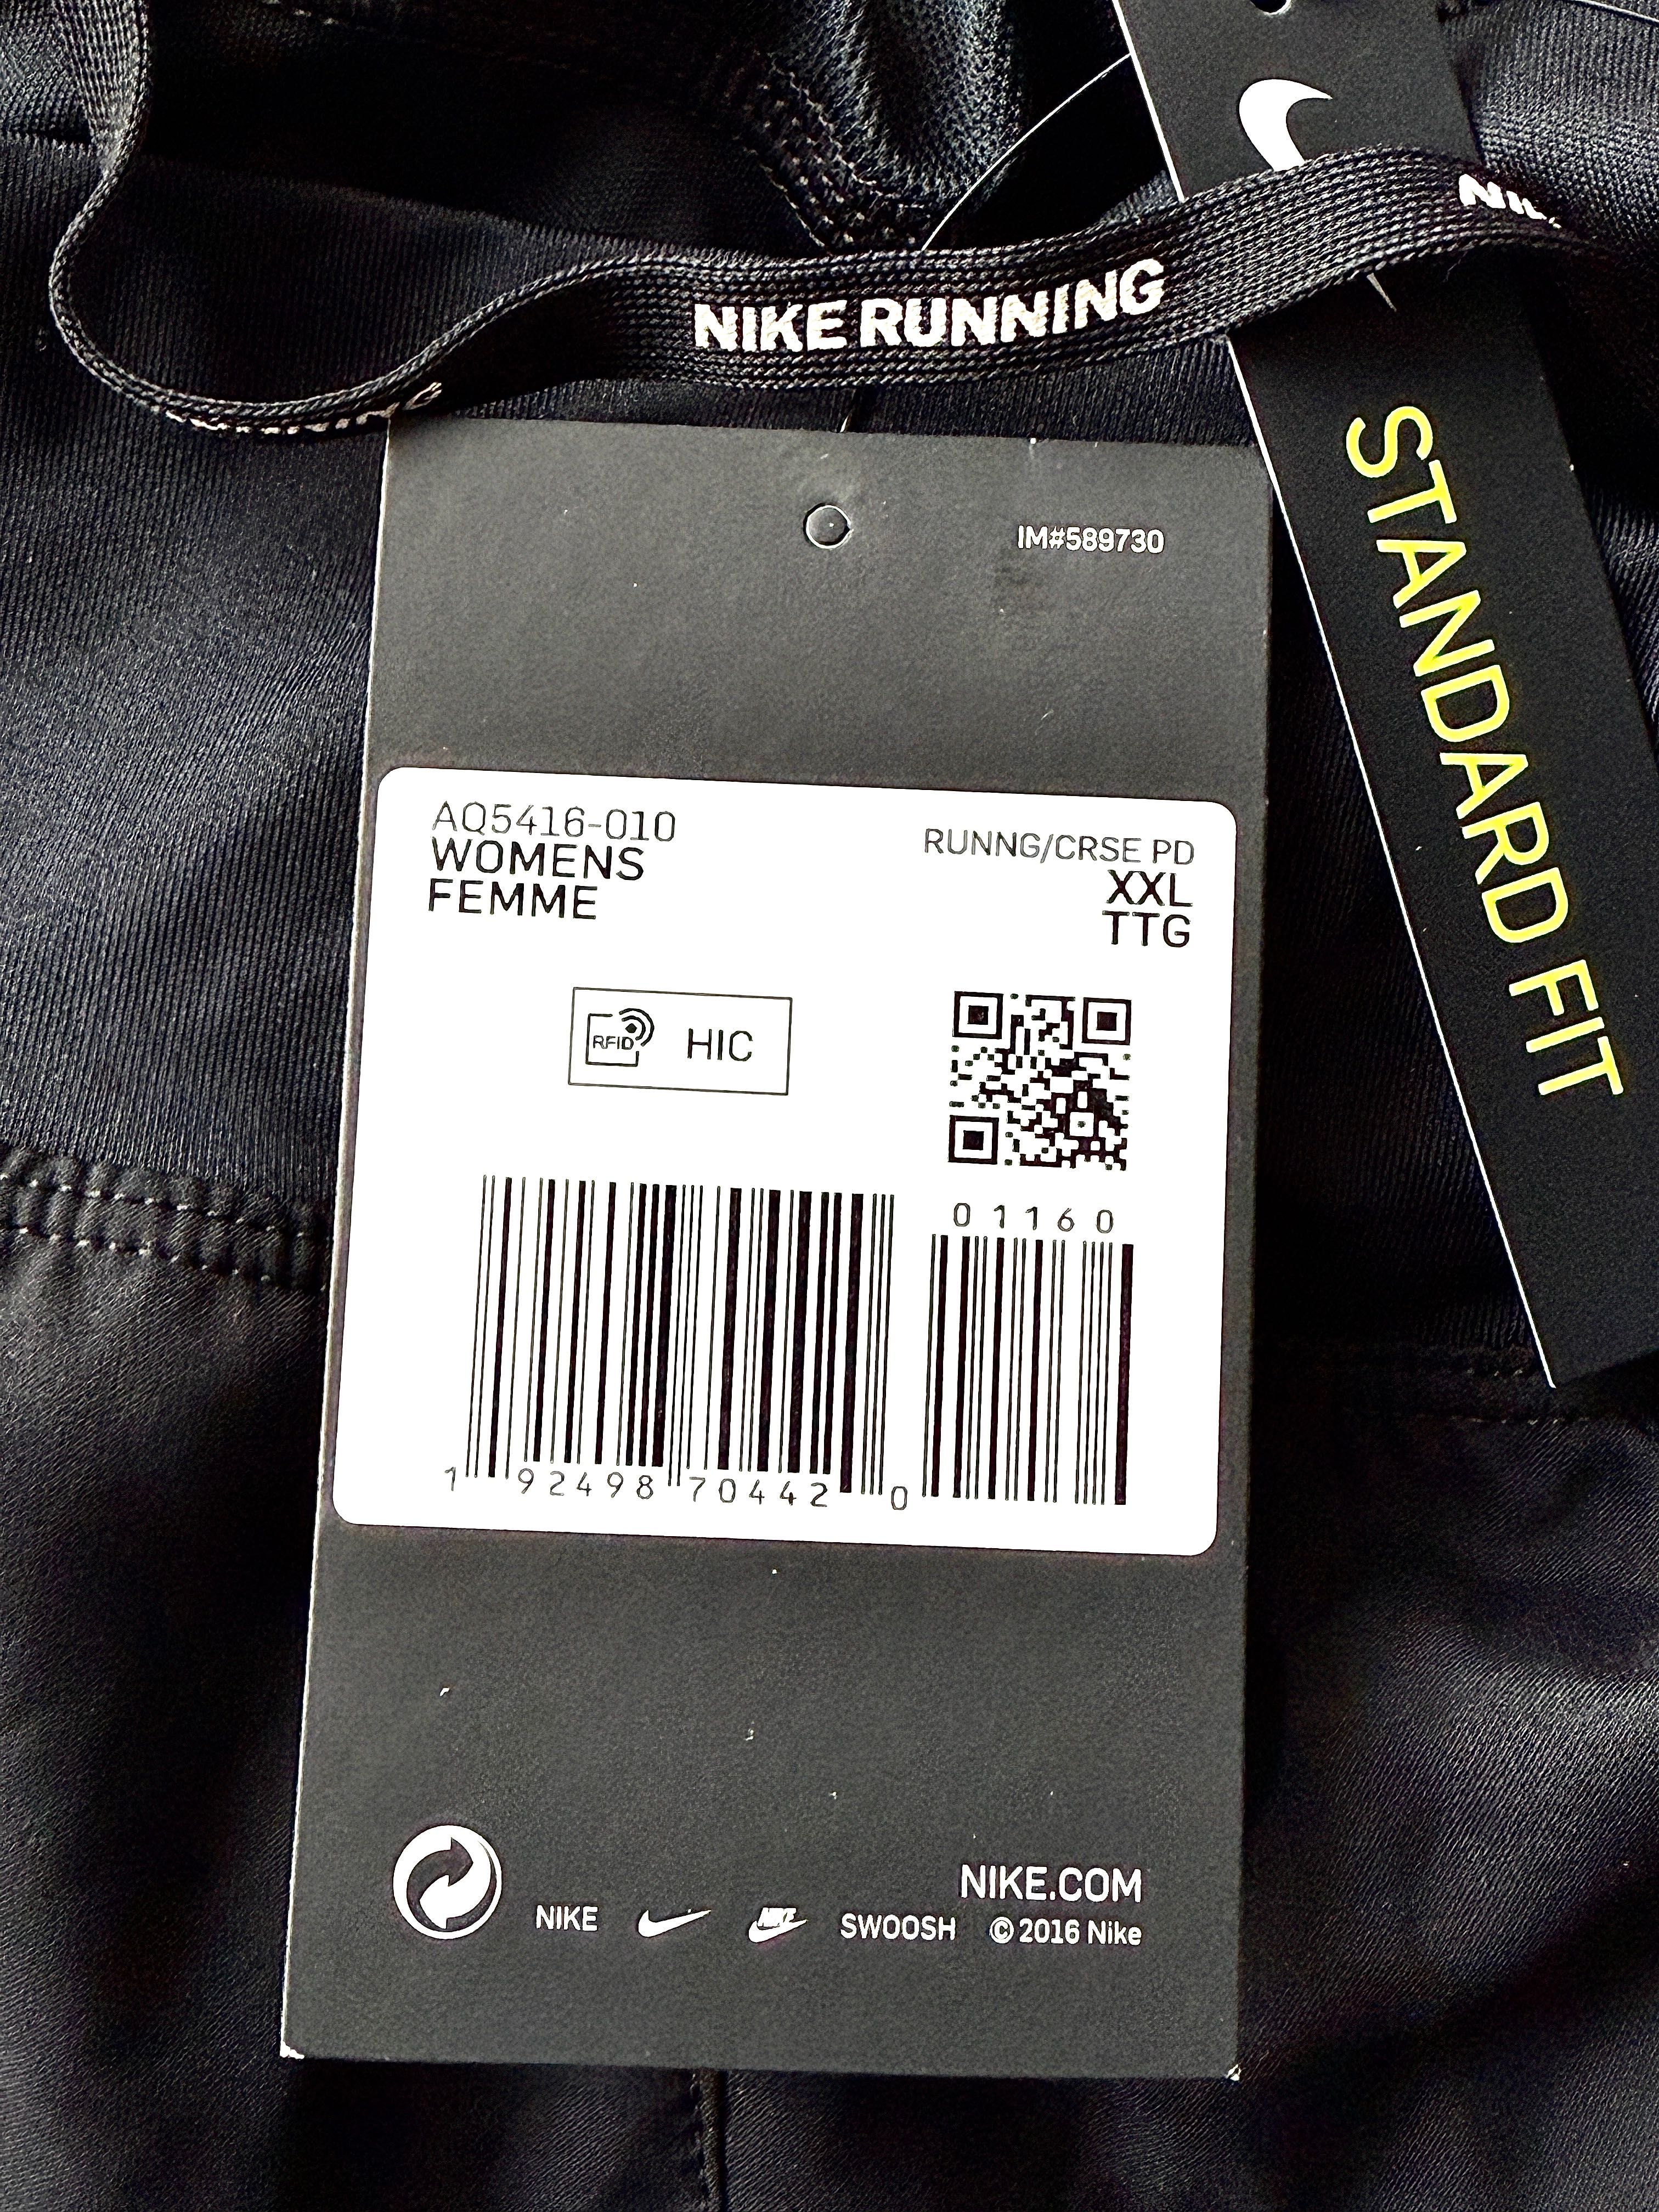 NIKE RUNNING
STANDARD FIT
IM#589730
AQ5416-010
WOMENS
FEMME
RUNNG/CRSE PD
XXL
TTG
RFID
HIC
01160
1 92498 70442 0
NIKE.COM
NIKE NIKE SWOOSH © 2016 Nike